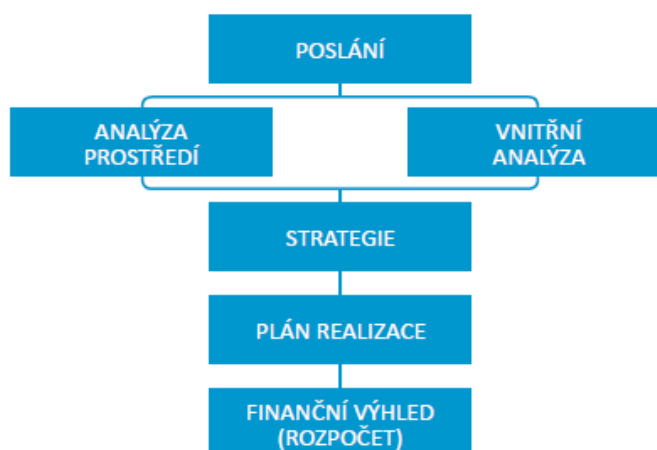 POSLÁNÍ
ANALÝZA
PROSTŘEDÍ
VNITŘNÍ
ANALÝZA
STRATEGIE
PLÁN REALIZACE
FINANČNÍ VÝHLED
(ROZPOČET)